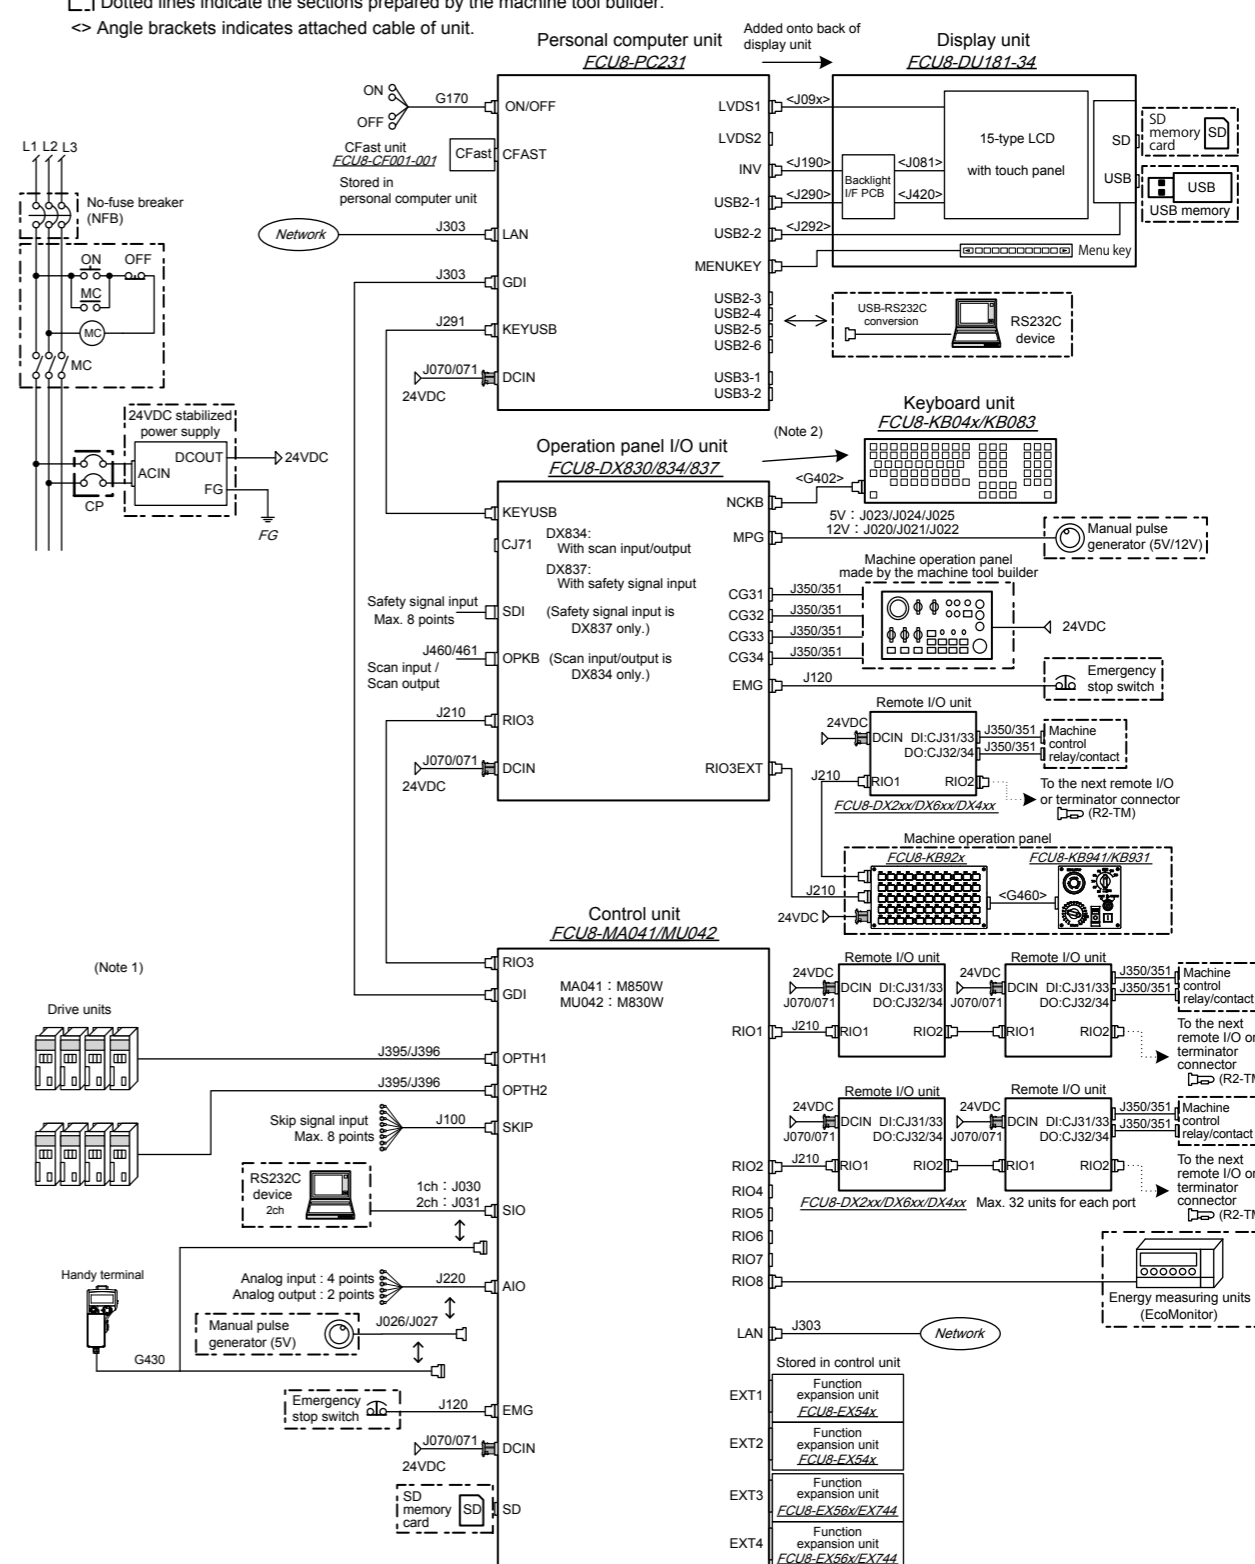 Dotted lines indicate the sections prepared by the machine tool builder.
<> Angle brackets indicates attached cable of unit.
Personal computer unit
FCU8-PC231
Added onto back of
display unit
Display unit
FCU8-DU181-34
ON
OFF
G170
ON/OFF
CFast unit
FCU8-CF001-001
CFast
CFAST
Stored in
personal computer unit
Network
J303
LAN
J303
GDI
J291
KEYUSB
J070/071
DCIN
24VDC
LVDS1
LVDS2
INV
USB2-1
USB2-2
MENUKEY
USB2-3
USB2-4
USB2-5
USB2-6
USB3-1
USB3-2
<J09x>
<J190>
<J290>
<J292>
Backlight
I/F PCB
<J081>
<J420>
15-type LCD
with touch panel
Menu key
SD
USB
SD
memory
card
SD
USB
USB memory
USB-RS232C
conversion
RS232C
device
L1 L2 L3
No-fuse breaker
(NFB)
ON
OFF
MC
MC
MC
24VDC stabilized
power supply
DCOUT
ACIN
FG
24VDC
FG
CP
Operation panel I/O unit
FCU8-DX830/834/837
(Note 2)
Keyboard unit
FCU8-KB04x/KB083
KEYUSB
CJ71
DX834:
With scan input/output
DX837:
With safety signal input
Safety signal input
Max. 8 points
SDI
(Safety signal input is
DX837 only.)
J460/461
Scan input /
Scan output
OPKB
(Scan input/output is
DX834 only.)
J210
RIO3
J070/071
DCIN
24VDC
NCKB
<G402>
MPG
5V : J023/J024/J025
12V : J020/J021/J022
Manual pulse
generator (5V/12V)
Machine operation panel
made by the machine tool builder
CG31
J350/351
CG32
J350/351
CG33
J350/351
CG34
J350/351
24VDC
EMG
J120
Emergency
stop switch
RIO3EXT
Remote I/O unit
24VDC
DCIN
DI:CJ31/33
DO:CJ32/34
J350/351
J350/351
Machine
control
relay/contact
J210
RIO1
RIO2
FCU8-DX2xx/DX6xx/DX4xx
To the next remote I/O
or terminator connector
(R2-TM)
Machine operation panel
FCU8-KB92x
FCU8-KB941/KB931
J210
<G460>
24VDC
Control unit
FCU8-MA041/MU042
RIO3
GDI
MA041 : M850W
MU042 : M830W
(Note 1)
Drive units
J395/J396
OPTH1
J395/J396
OPTH2
Skip signal input
Max. 8 points
J100
SKIP
RS232C
device
2ch
1ch : J030
2ch : J031
SIO
Handy terminal
Analog input : 4 points
Analog output : 2 points
J220
AIO
Manual pulse
generator (5V)
J026/J027
G430
Emergency
stop switch
J120
EMG
J070/071
DCIN
24VDC
SD
memory
card
SD
SD
RIO1
J210
Remote I/O unit
24VDC
J070/071
DCIN
DI:CJ31/33
DO:CJ32/34
RIO1
RIO2
Remote I/O unit
24VDC
J070/071
DCIN
DI:CJ31/33
DO:CJ32/34
RIO1
RIO2
J350/351
J350/351
Machine
control
relay/contact
To the next
remote I/O or
terminator
connector
(R2-TM
RIO2
J210
Remote I/O unit
24VDC
J070/071
DCIN
DI:CJ31/33
DO:CJ32/34
RIO1
RIO2
Remote I/O unit
24VDC
J070/071
DCIN
DI:CJ31/33
DO:CJ32/34
RIO1
RIO2
J350/351
J350/351
Machine
control
relay/contact
To the next
remote I/O or
terminator
connector
(R2-TM
FCU8-DX2xx/DX6xx/DX4xx
Max. 32 units for each port
RIO4
RIO5
RIO6
RIO7
RIO8
Energy measuring units
(EcoMonitor)
LAN
J303
Network
Stored in control unit
EXT1
Function
expansion unit
FCU8-EX54x
EXT2
Function
expansion unit
FCU8-EX54x
EXT3
Function
expansion unit
FCU8-EX56x/EX744
EXT4
Function
expansion unit
FCU8-EX56x/EX744